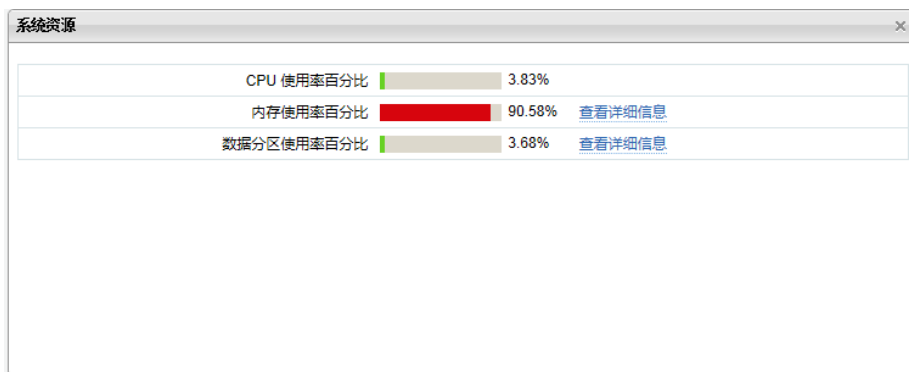 系统资源
CPU 使用率百分比 3.83%
内存使用率百分比 90.58% 查看详细信息
数据分区使用率百分比 3.68% 查看详细信息